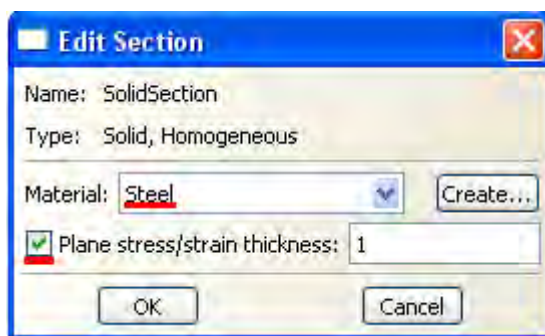 Edit Section
Name: SolidSection
Type: Solid, Homogeneous
Material: Steel Create...
Plane stress/strain thickness: 1
OK Cancel